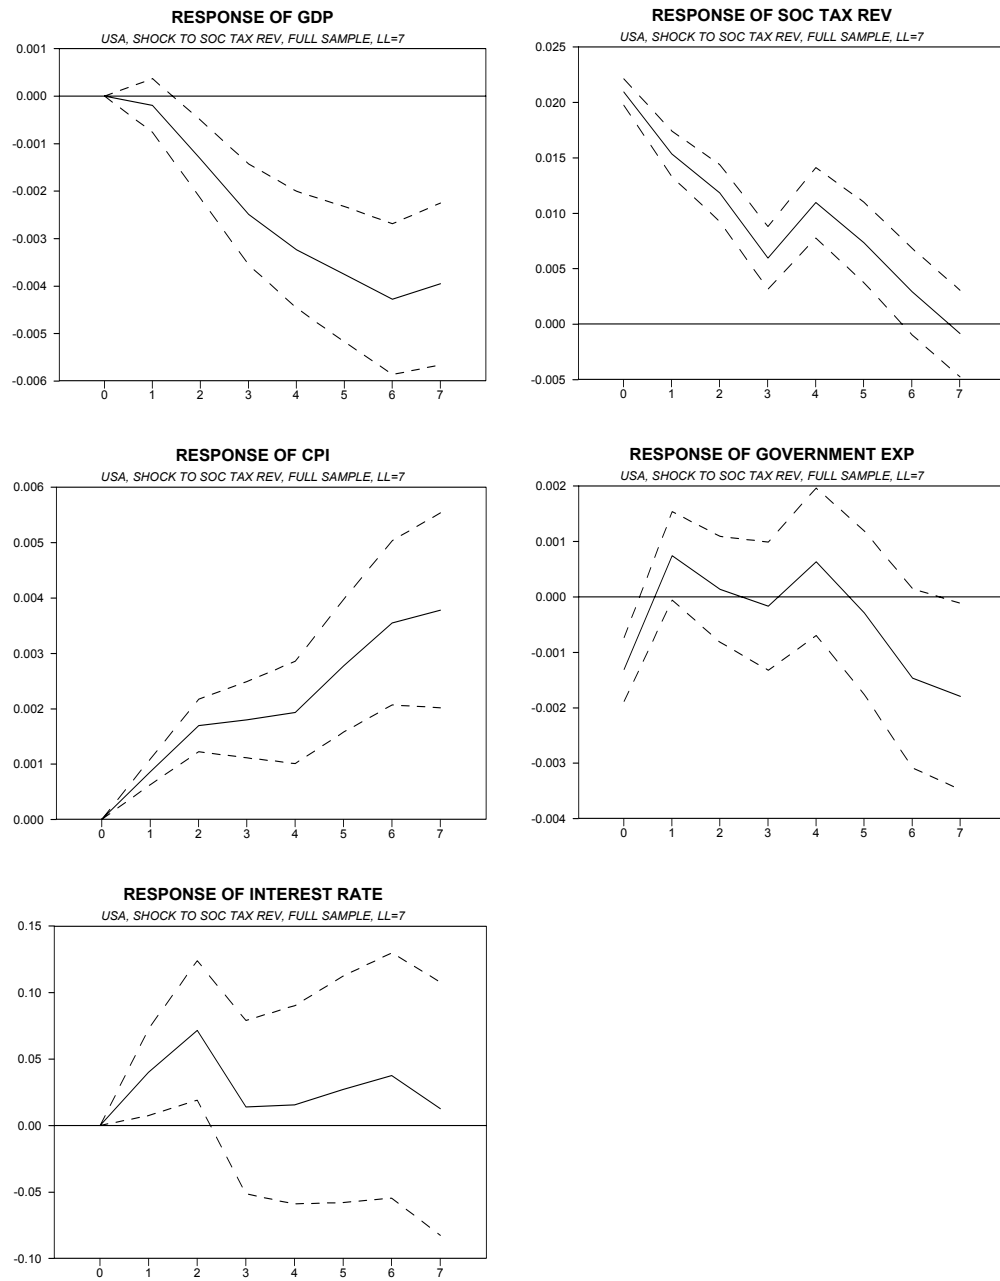 RESPONSE OF GDP
USA, SHOCK TO SOC TAX REV, FULL SAMPLE, LL=7
0.001
0.000
-0.001
-0.002
-0.003
-0.004
-0.005
-0.006
0 1 2 3 4 5 6 7
RESPONSE OF SOC TAX REV
USA, SHOCK TO SOC TAX REV, FULL SAMPLE, LL=7
0.025
0.020
0.015
0.010
0.005
0.000
-0.005
0 1 2 3 4 5 6 7
RESPONSE OF CPI
USA, SHOCK TO SOC TAX REV, FULL SAMPLE, LL=7
0.006
0.005
0.004
0.003
0.002
0.001
0.000
0 1 2 3 4 5 6 7
RESPONSE OF GOVERNMENT EXP
USA, SHOCK TO SOC TAX REV, FULL SAMPLE, LL=7
0.002
0.001
0.000
-0.001
-0.002
-0.003
-0.004
0 1 2 3 4 5 6 7
RESPONSE OF INTEREST RATE
USA, SHOCK TO SOC TAX REV, FULL SAMPLE, LL=7
0.15
0.10
0.05
0.00
-0.05
-0.10
0 1 2 3 4 5 6 7